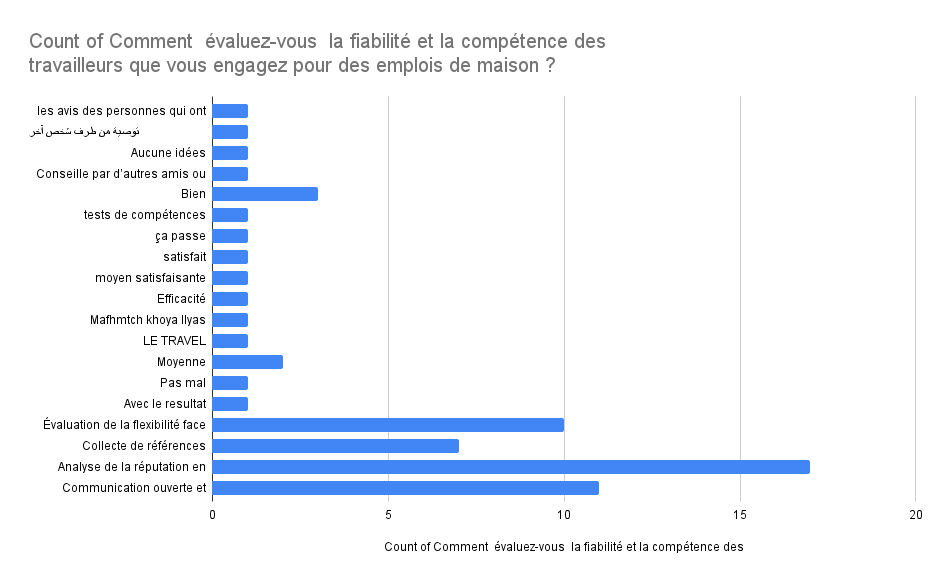 Count of Comment  évaluez-vous  la fiabilité et la compétence des
travailleurs que vous engagez pour des emplois de maison ?
les avis des personnes qui ont
توصية من طرف شخص أخر
Aucune idées
Conseille par d'autres amis ou
Bien
tests de compétences
ça passe
satisfait
moyen satisfaisante
Efficacité
Mafhmtch khoya Ilyas
LE TRAVEL
Moyenne
Pas mal
Avec le resultat
Évaluation de la flexibilité face
Collecte de références
Analyse de la réputation en
Communication ouverte et
0 5 10 15 20
Count of Comment  évaluez-vous  la fiabilité et la compétence des